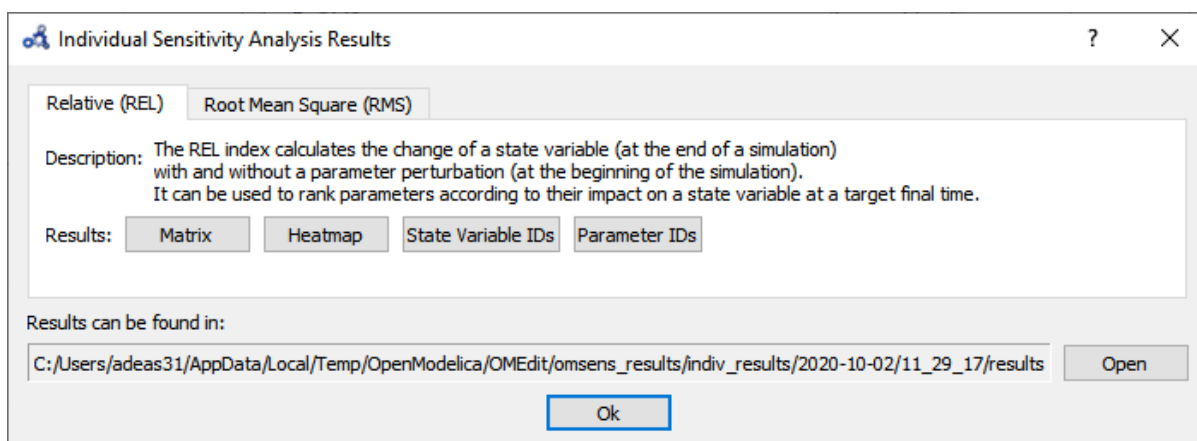 Individual Sensitivity Analysis Results ?
Relative (REL) Root Mean Square (RMS)
Description: The REL index calculates the change of a state variable (at the end of a simulation)
with and without a parameter perturbation (at the beginning of the simulation).
It can be used to rank parameters according to their impact on a state variable at a target final time.
Results: Matrix Heatmap State Variable IDs Parameter IDs
Results can be found in:
C:/Users/adeas31/AppData/Local/Temp/OpenModelica/OMEdit/omsens_results/indiv_results/2020-10-02/11_29_17/results Open
Ok